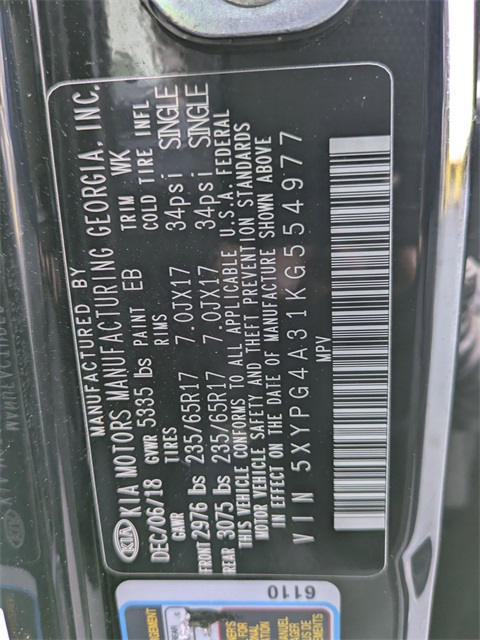 MANUFACTURED BY
KIA KIA MOTORS MANUFACTURING GEORGIA, INC.
DEC/06/18 GVWR 5335 lbs PAINT EB TRIM WK
GAWR TIRES RIMS COLD TIRE INFL
FRONT 2976 lbs 235/65R17 7.0JX17 34psi SINGLE
REAR 3075 lbs 235/65R17 7.0JX17 34psi SINGLE
THIS VEHICLE CONFORMS TO ALL APPLICABLE U.S.A. FEDERAL
MOTOR VEHICLE SAFETY AND THEFT PREVENTION STANDARDS
IN EFFECT ON THE DATE OF MANUFACTURE SHOWN ABOVE
VIN 5XYPG4A31KG554977
MPV
6110